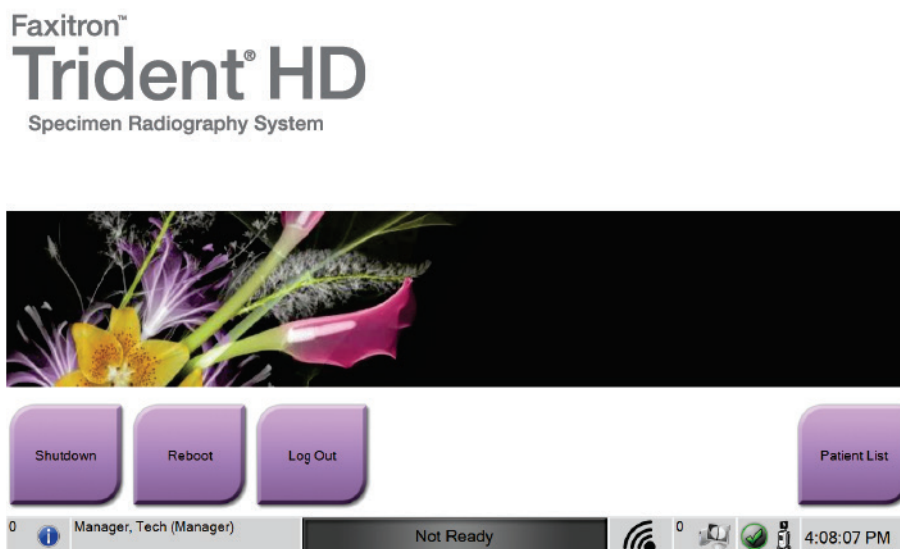 Faxitron™
Trident® HD
Specimen Radiography System
Shutdown
Reboot
Log Out
Patient List
0
Manager, Tech (Manager)
Not Ready
0
4:08:07 PM